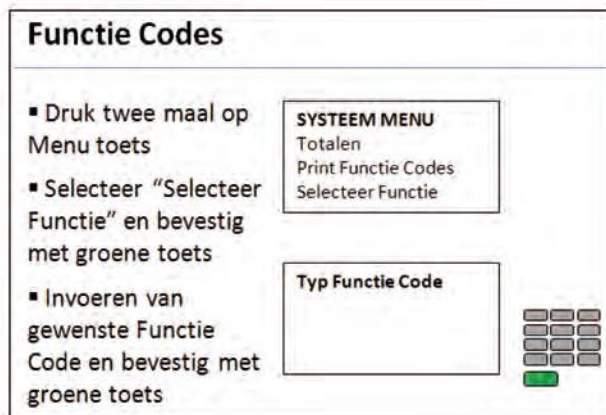 Functie Codes
▪ Druk twee maal op
Menu toets
▪ Selecteer “Selecteer
Functie” en bevestig
met groene toets
▪ Invoeren van
gewenste Functie
Code en bevestig met
groene toets
SYSTEEM MENU
Totalen
Print Functie Codes
Selecteer Functie
Typ Functie Code